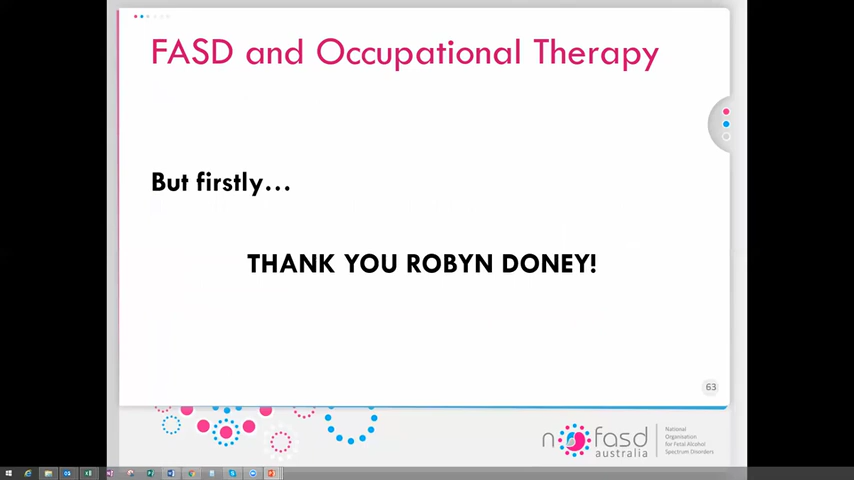 FASD and Occupational Therapy
But firstly...
THANK YOU ROBYN DONEY!
63
nofasd
australia
National
Organisation
for Fetal Alcohol
Spectrum Disorders